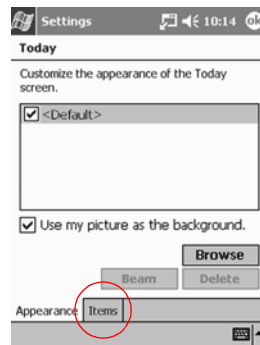 Settings 10:14 ok
Today
Customize the appearance of the Today
screen.
<Default>
Use my picture as the background.
Browse
Beam Delete
Appearance Items